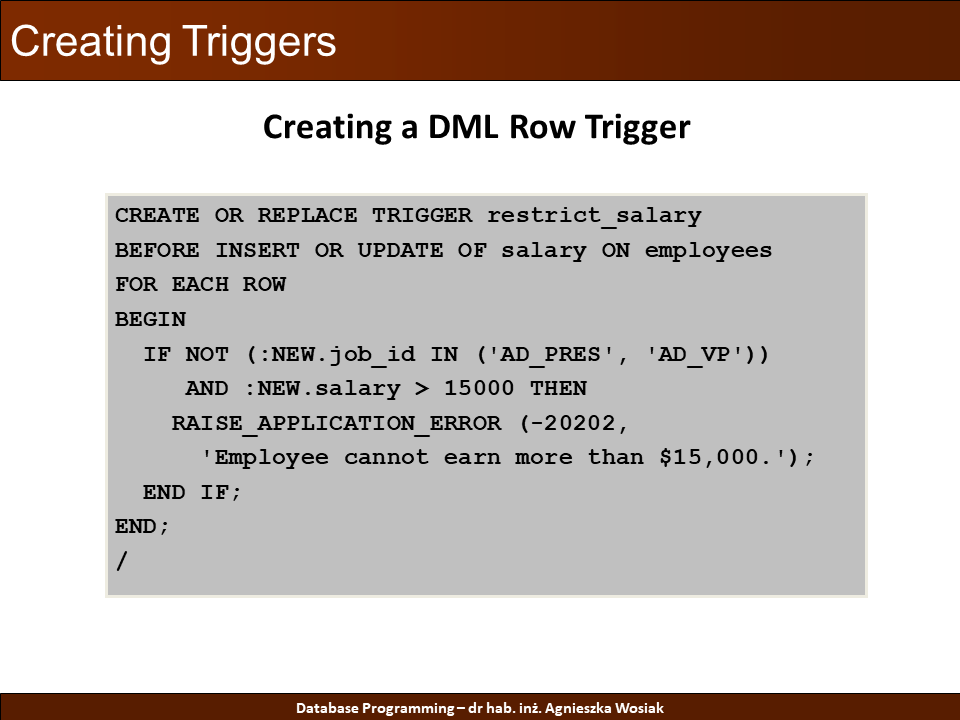 Creating Triggers
Creating a DML Row Trigger
CREATE OR REPLACE TRIGGER restrict_salary
BEFORE INSERT OR UPDATE OF salary ON employees
FOR EACH ROW
BEGIN
  IF NOT (:NEW.job_id IN ('AD_PRES', 'AD_VP'))
     AND :NEW.salary > 15000 THEN
    RAISE_APPLICATION_ERROR (-20202,
      'Employee cannot earn more than $15,000.');
  END IF;
END;
/
Database Programming – dr hab. inż. Agnieszka Wosiak